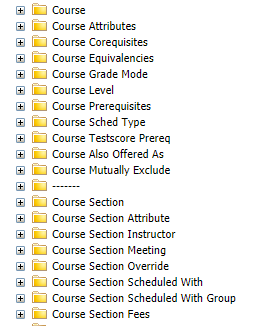 Course
Course Attributes
Course Corequisites
Course Equivalencies
Course Grade Mode
Course Level
Course Prerequisites
Course Sched Type
Course Testscore Prereq
Course Also Offered As
Course Mutually Exclude
-------
Course Section
Course Section Attribute
Course Section Instructor
Course Section Meeting
Course Section Override
Course Section Scheduled With
Course Section Scheduled With Group
Course Section Fees